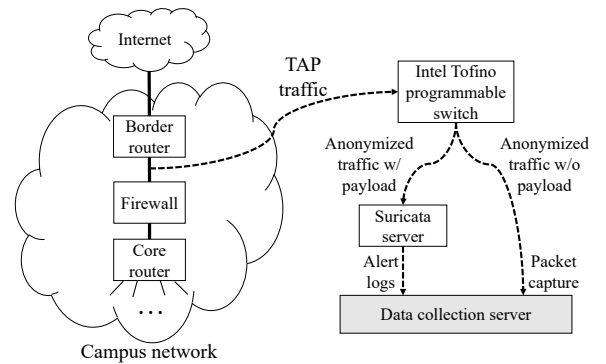 Internet
TAP
traffic
Intel Tofino
programmable
switch
Border
router
Anonymized
traffic w/
payload
Anonymized
traffic w/o
payload
Firewall
Suricata
server
Core
router
Alert
logs
Packet
capture
...
Data collection server
Campus network